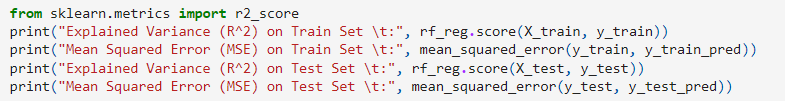 from sklearn.metrics import r2_score
print("Explained Variance (R^2) on Train Set \t:", rf_reg.score(X_train, y_train))
print("Mean Squared Error (MSE) on Train Set \t:", mean_squared_error(y_train, y_train_pred))
print("Explained Variance (R^2) on Test Set \t:", rf_reg.score(X_test, y_test))
print("Mean Squared Error (MSE) on Test Set \t:", mean_squared_error(y_test, y_test_pred))